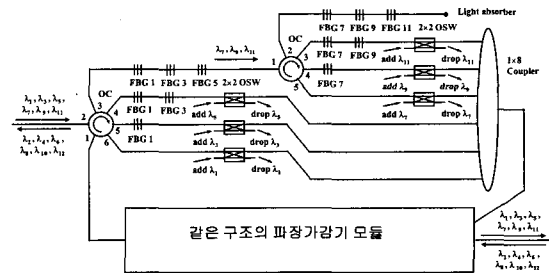 Light absorber
FBG 7 FBG 9 FBG 11 2×2 OSW
OC
2
3
1
4
5
λ7, λ9, λ11
FBG 7 FBG 9
add λ11 drop λ11
FBG 7
add λ9 drop λ9
add λ7 drop λ7
1×8
Coupler
FBG 1 FBG 3 FBG 5 2×2 OSW
OC
3
2
4
1
5
6
λ1, λ3, λ5,
λ7, λ9, λ11
λ2, λ4, λ6,
λ8, λ10, λ12
FBG 1 FBG 3
add λ5 drop λ5
FBG 1
add λ3 drop λ3
add λ1 drop
같은 구조의 파장가감기 모듈
λ1, λ3, λ5,
λ7, λ9, λ11
λ2, λ4, λ6,
λ8, λ10, λ12